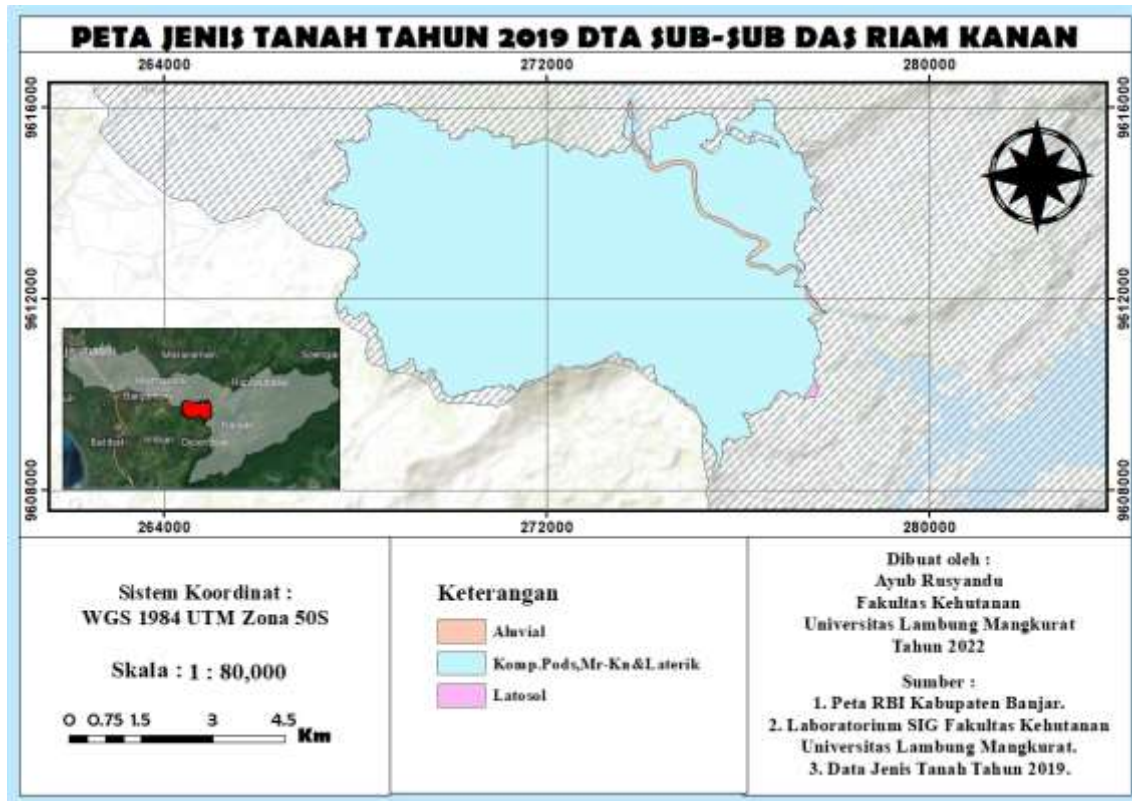 PETA JENIS TANAH TAHUN 2019 DTA SUB-SUB DAS RIAM KANAN
264000 272000 280000
9616000 9616000
9612000 9612000
9608000 9608000
264000 272000 280000
Sistem Koordinat :
WGS 1984 UTM Zona 50S
Skala : 1 : 80,000
0 0.75 1.5 3 4.5
Km
Keterangan
Aluvial
Komp.Pods,Mr-Kn&Laterik
Latosol
Dibuat oleh :
Ayub Rusyandu
Fakultas Kehutanan
Universitas Lambung Mangkurat
Tahun 2022
Sumber :
1. Peta RBI Kabupaten Banjar.
2. Laboratorium SIG Fakultas Kehutanan
Universitas Lambung Mangkurat.
3. Data Jenis Tanah Tahun 2019.